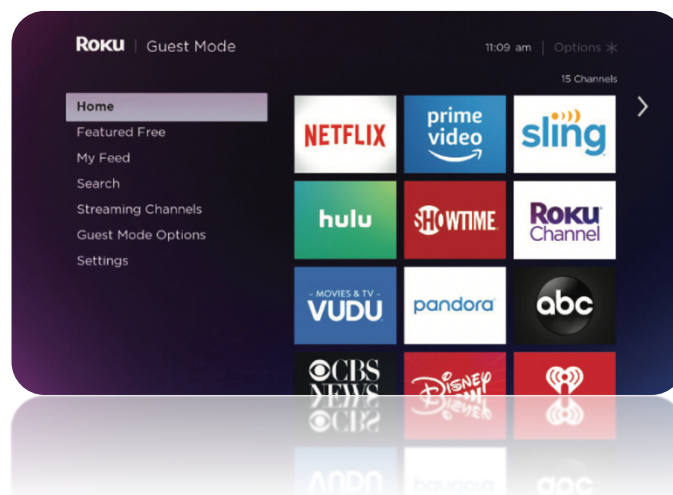 ROKU | Guest Mode
11:09 am | Options
15 Channels
Home
Featured Free
My Feed
Search
Streaming Channels
Guest Mode Options
Settings
NETFLIX
prime
video
sling
hulu
SHOWTIME
ROKU
Channel
- MOVIES & TV -
VUDU
pandora
abc
CBS
NEWS
DISNEY